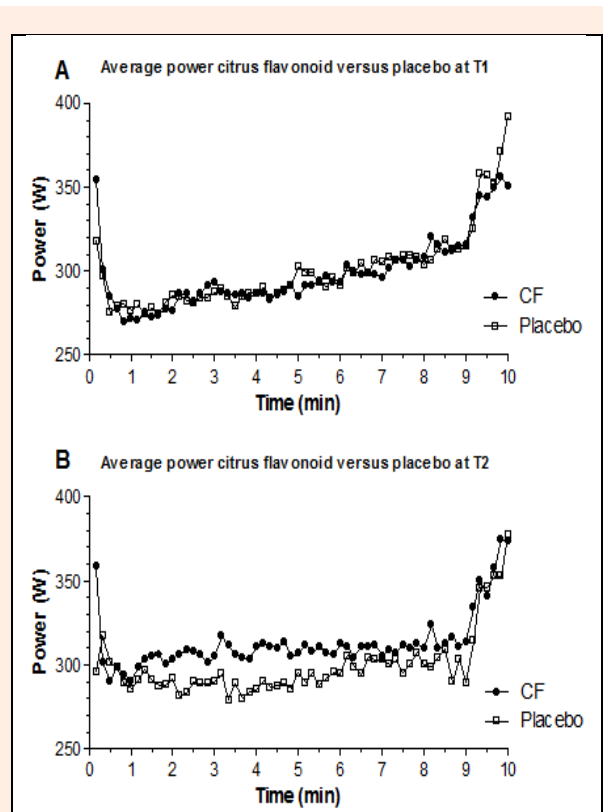 A Average power citrus flavonoid versus placebo at T1
400
350
300
250
Power (W)
CF
Placebo
0 1 2 3 4 5 6 7 8 9 10
Time (min)
B Average power citrus flavonoid versus placebo at T2
400
350
300
250
Power (W)
CF
Placebo
0 1 2 3 4 5 6 7 8 9 10
Time (min)